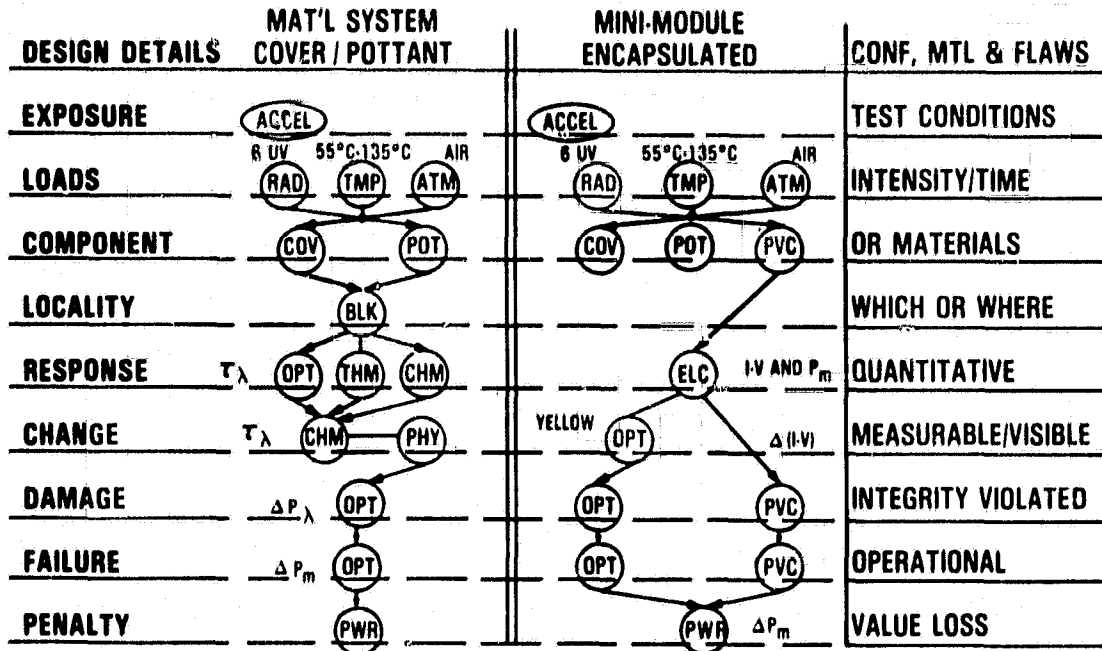 MAT'L SYSTEM MINI-MODULE
DESIGN DETAILS COVER / POTTANT ENCAPSULATED CONF, MTL & FLAWS
EXPOSURE ACCEL ACCEL TEST CONDITIONS
6 UV 55°C-135°C AIR 6 UV 55°C-135°C AIR
LOADS RAD TMP ATM RAD TMP ATM INTENSITY/TIME
COMPONENT COV POT COV POT PVC OR MATERIALS
LOCALITY BLK WHICH OR WHERE
RESPONSE τλ OPT THM CHM ELC I-V AND Pm QUANTITATIVE
CHANGE τλ CHM PHY YELLOW OPT Δ (I-V) MEASURABLE/VISIBLE
DAMAGE Δ Pλ OPT OPT PVC INTEGRITY VIOLATED
FAILURE Δ Pm OPT OPT PVC OPERATIONAL
PENALTY PWR PWR ΔPm VALUE LOSS